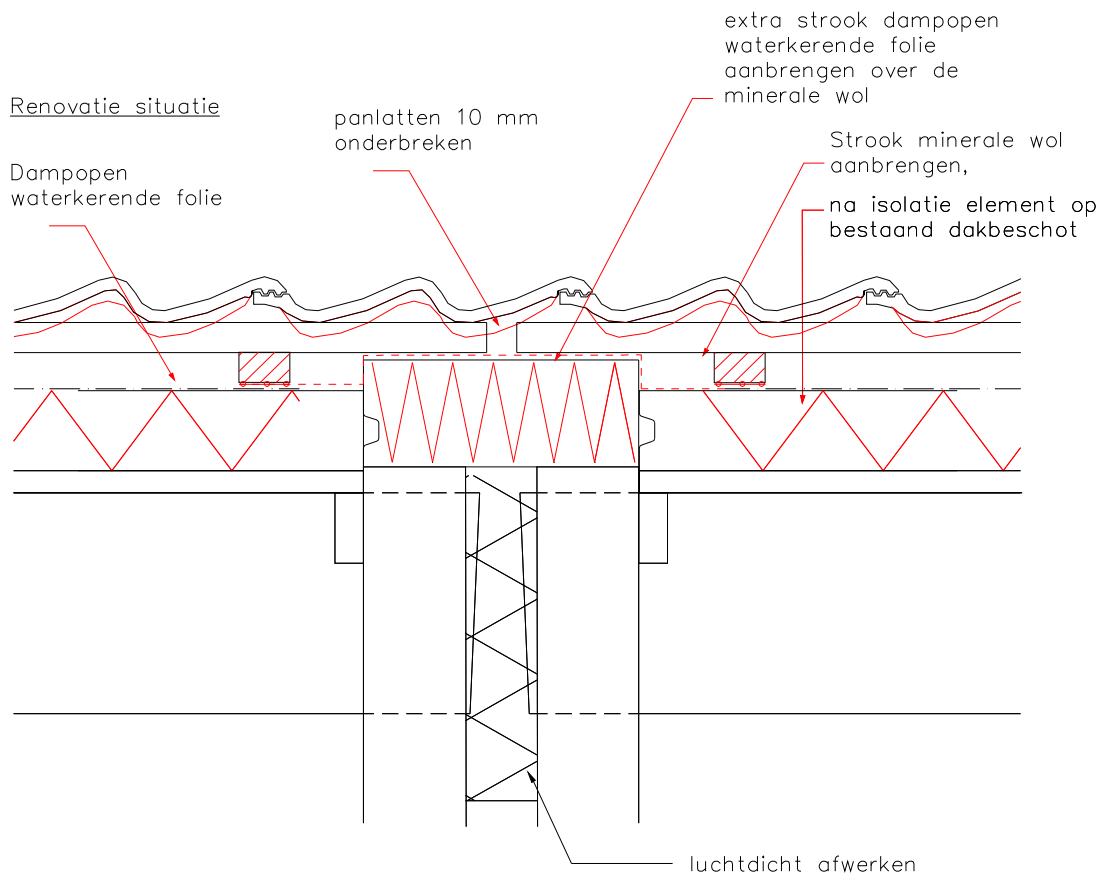 Renovatie situatie
Dampopen
waterkerende folie
panlatten 10 mm
onderbreken
extra strook dampopen
waterkerende folie
aanbrengen over de
minerale wol
Strook minerale wol
aanbrengen,
na isolatie element op
bestaand dakbeschot
luchtdicht afwerken